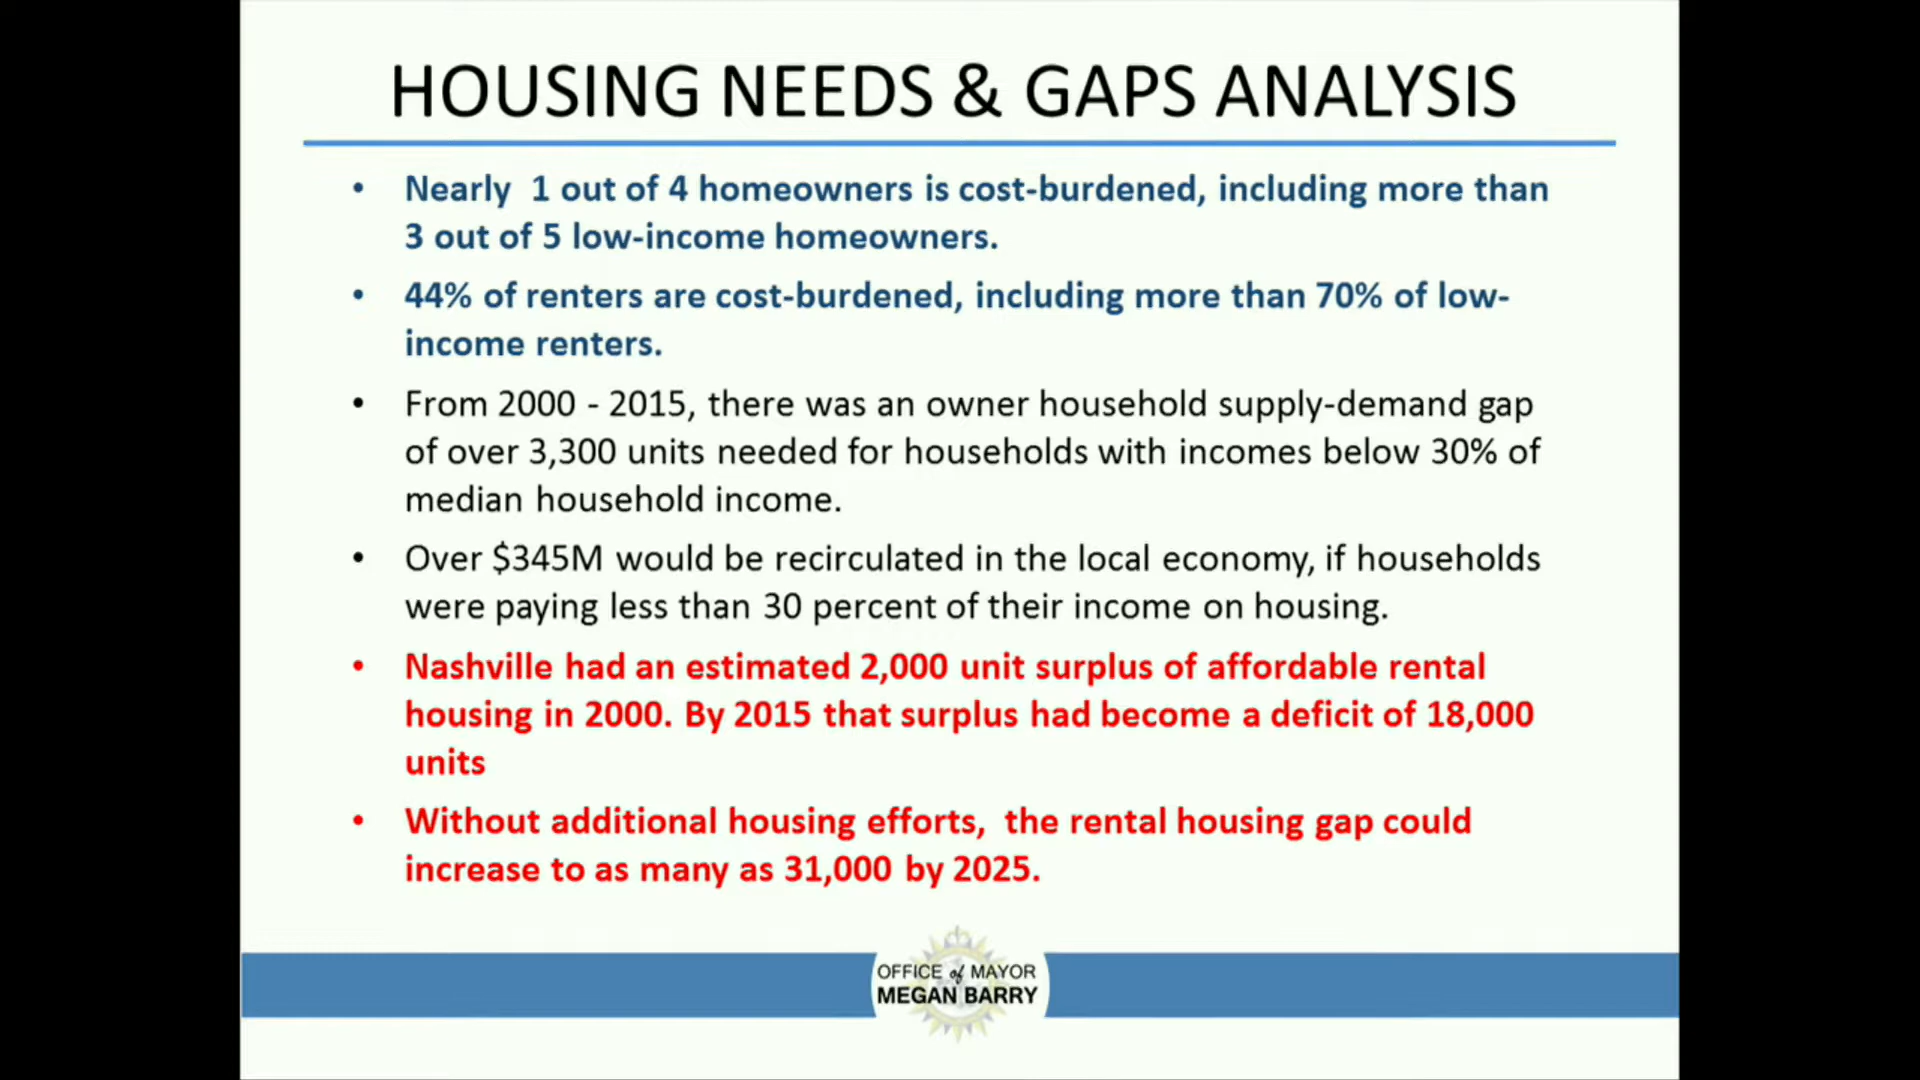 HOUSING NEEDS & GAPS ANALYSIS
• Nearly  1 out of 4 homeowners is cost-burdened, including more than
3 out of 5 low-income homeowners.
• 44% of renters are cost-burdened, including more than 70% of low-
income renters.
• From 2000 - 2015, there was an owner household supply-demand gap
of over 3,300 units needed for households with incomes below 30% of
median household income.
• Over $345M would be recirculated in the local economy, if households
were paying less than 30 percent of their income on housing.
• Nashville had an estimated 2,000 unit surplus of affordable rental
housing in 2000. By 2015 that surplus had become a deficit of 18,000
units
• Without additional housing efforts,  the rental housing gap could
increase to as many as 31,000 by 2025.
OFFICE of MAYOR
MEGAN BARRY